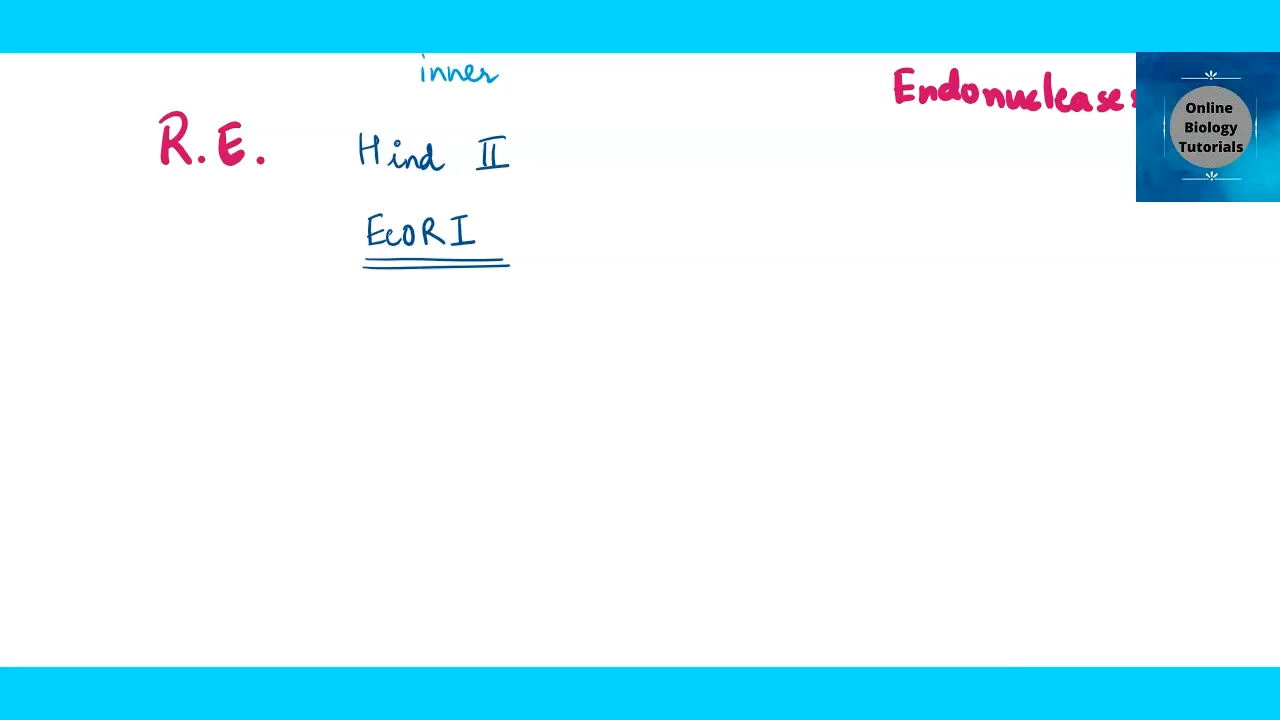 inner
Endonucleases
R.E.
Hind II
EcoRI
Online
Biology
Tutorials